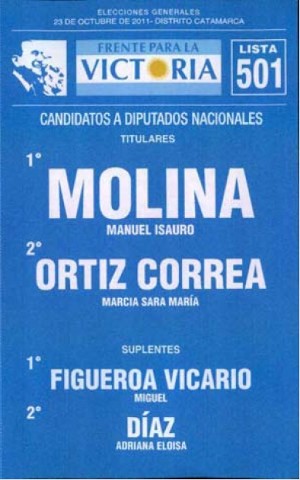 ELECCIONES GENERALES
23 DE OCTUBRE DE 2011- DISTRITO CATAMARCA
FRENTE PARA LA
VICTORIA
LISTA
501
CANDIDATOS A DIPUTADOS NACIONALES
TITULARES
1°
MOLINA
MANUEL ISAURO
2°
ORTIZ CORREA
MARCIA SARA MARÍA
SUPLENTES
1°
FIGUEROA VICARIO
MIGUEL
2°
DÍAZ
ADRIANA ELOISA